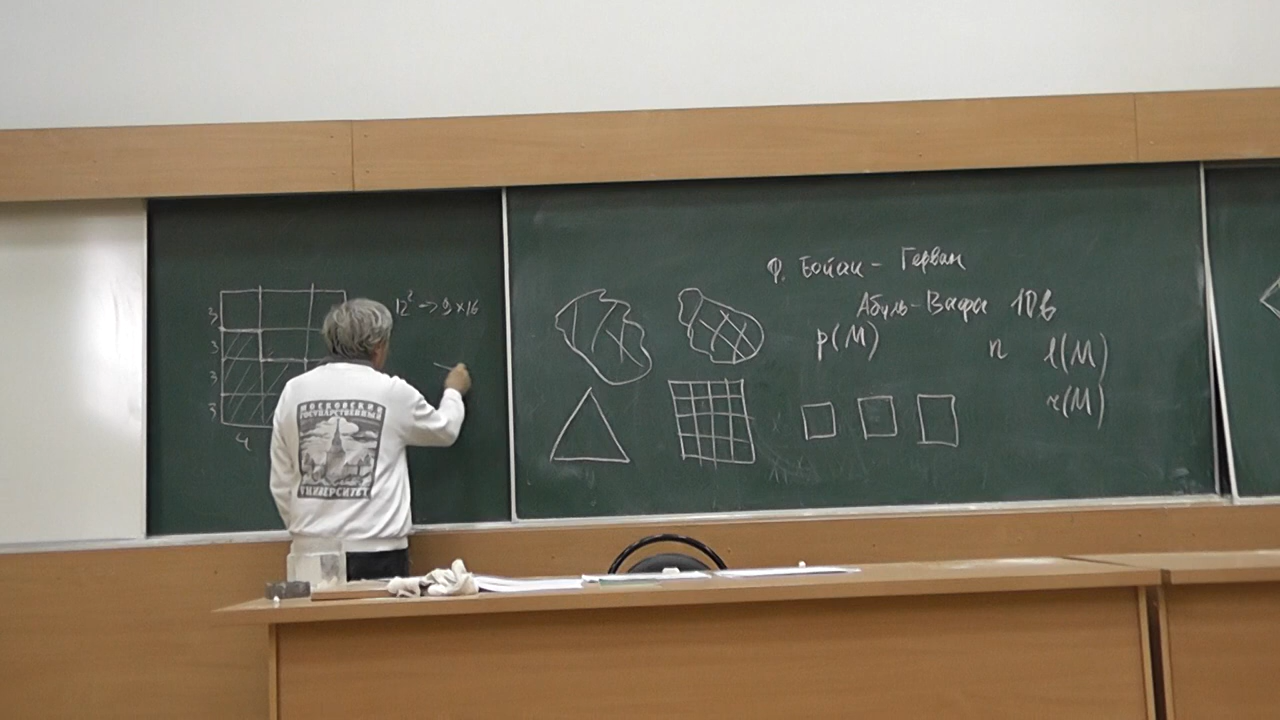 3
3
3
3
4
12² → 9 × 16
МОСКОВСКИЙ
ГОСУДАРСТВЕННЫЙ
УНИВЕРСИТЕТ
Ф. Бойаи - Гервин
Абуль-Вафа 10в
p(M)
n
l(M)
r(M)